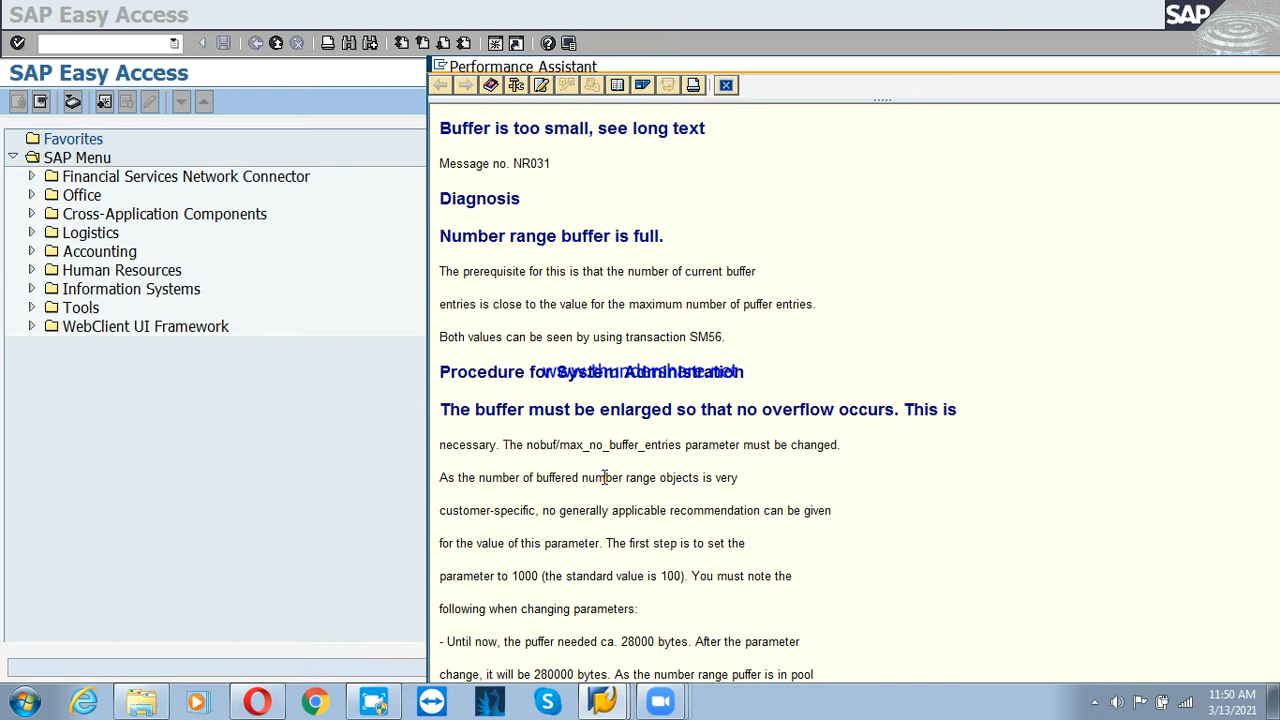 SAP Easy Access
SAP
SAP Easy Access
Performance Assistant
Favorites
SAP Menu
Financial Services Network Connector
Office
Cross-Application Components
Logistics
Accounting
Human Resources
Information Systems
Tools
WebClient UI Framework
Buffer is too small, see long text
Message no. NR031
Diagnosis
Number range buffer is full.
The prerequisite for this is that the number of current buffer
entries is close to the value for the maximum number of puffer entries.
Both values can be seen by using transaction SM56.
Procedure for System Administration
www.thundershare.net
The buffer must be enlarged so that no overflow occurs. This is
necessary. The nobuf/max_no_buffer_entries parameter must be changed.
As the number of buffered number range objects is very
customer-specific, no generally applicable recommendation can be given
for the value of this parameter. The first step is to set the
parameter to 1000 (the standard value is 100). You must note the
following when changing parameters:
- Until now, the puffer needed ca. 28000 bytes. After the parameter
change, it will be 280000 bytes. As the number range puffer is in pool
11:50 AM
3/13/2021